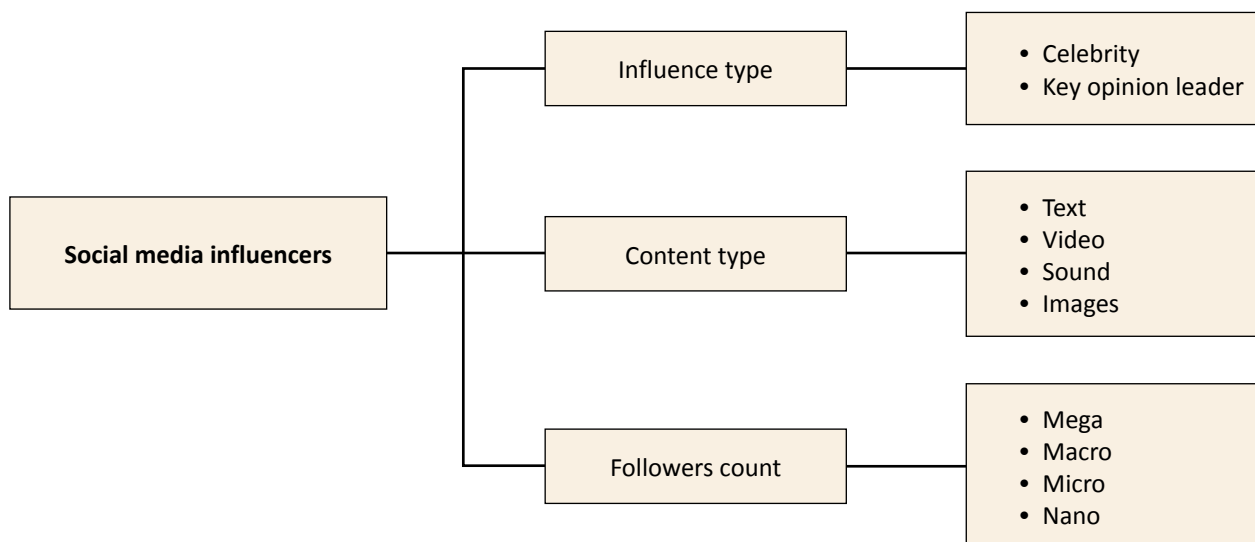 Social media influencers
Influence type
• Celebrity
• Key opinion leader
Content type
• Text
• Video
• Sound
• Images
Followers count
• Mega
• Macro
• Micro
• Nano